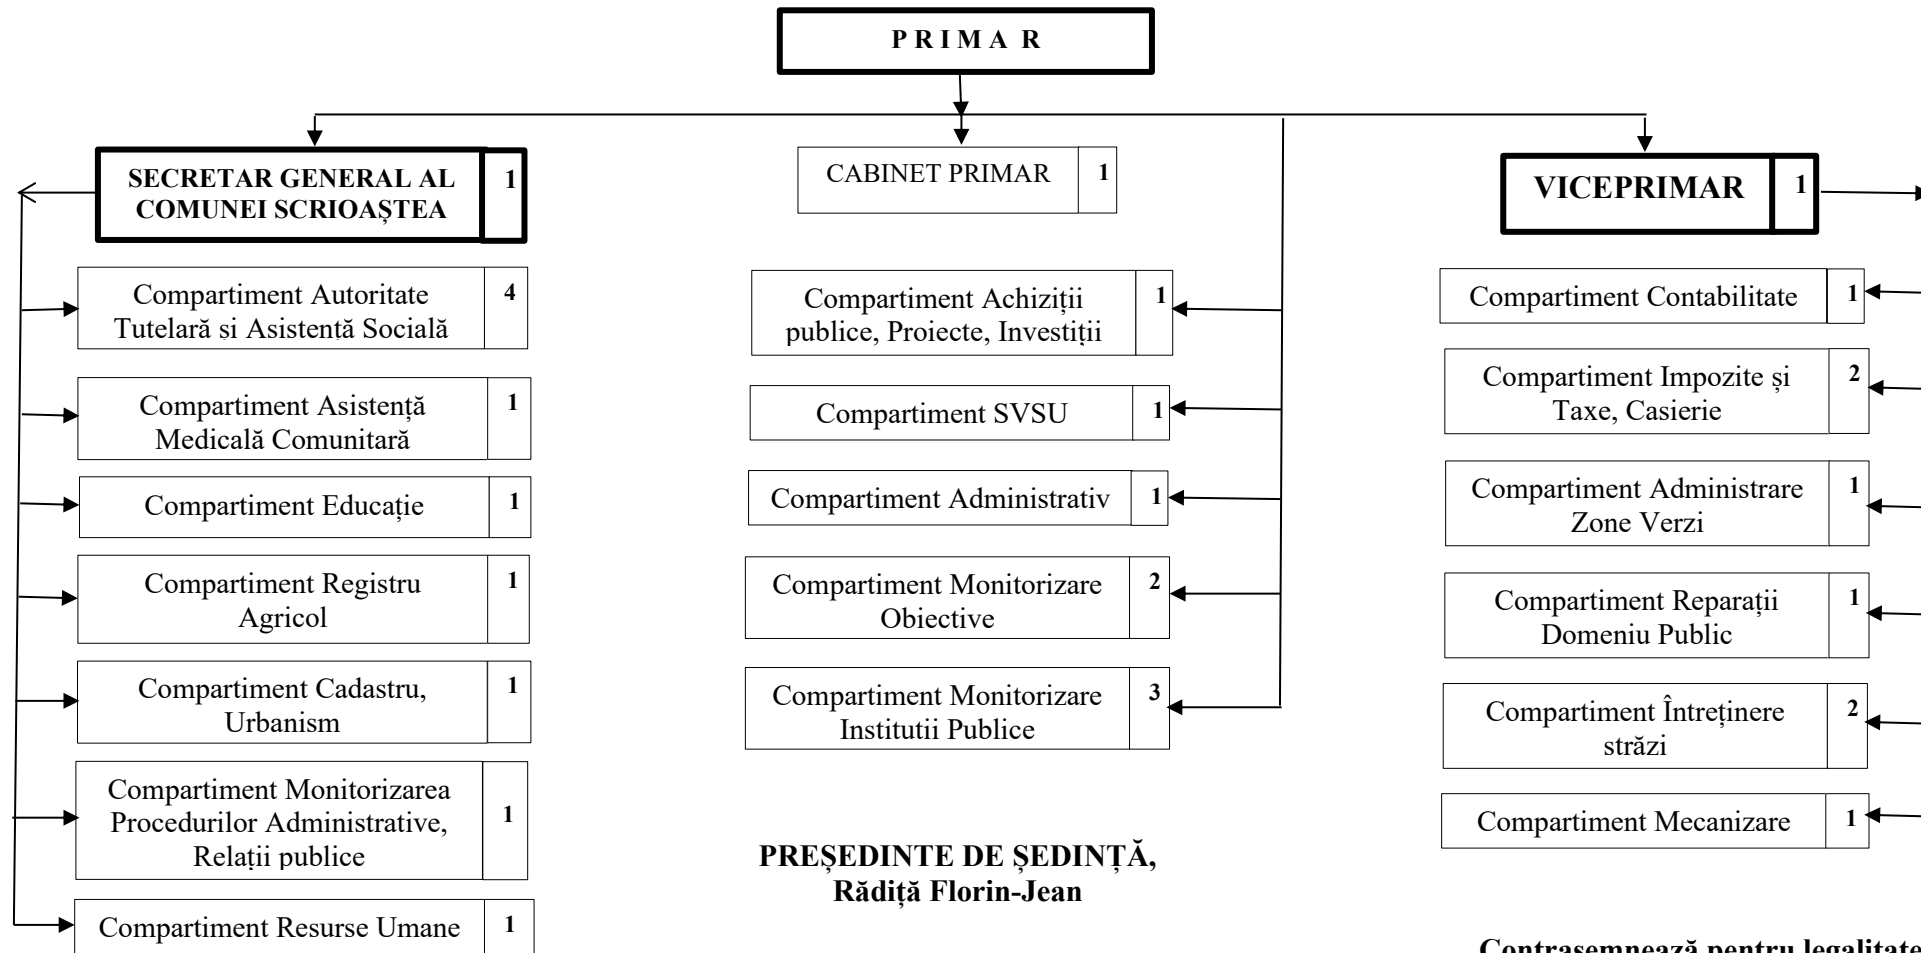 P R I M A R
SECRETAR GENERAL AL
COMUNEI SCRIOAȘTEA
1
CABINET PRIMAR
1
VICEPRIMAR
1
Compartiment Autoritate
Tutelară si Asistență Socială
4
Compartiment Asistență
Medicală Comunitară
1
Compartiment Educație
1
Compartiment Registru
Agricol
1
Compartiment Cadastru,
Urbanism
1
Compartiment Monitorizarea
Procedurilor Administrative,
Relații publice
1
Compartiment Resurse Umane
1
Compartiment Achiziții
publice, Proiecte, Investiții
1
Compartiment SVSU
1
Compartiment Administrativ
1
Compartiment Monitorizare
Obiective
2
Compartiment Monitorizare
Institutii Publice
3
PREȘEDINTE DE ȘEDINȚĂ,
Rădiță Florin-Jean
Compartiment Contabilitate
1
Compartiment Impozite și
Taxe, Casierie
2
Compartiment Administrare
Zone Verzi
1
Compartiment Reparații
Domeniu Public
1
Compartiment Întreținere
străzi
2
Compartiment Mecanizare
1
Contrasemnează pentru legalitate